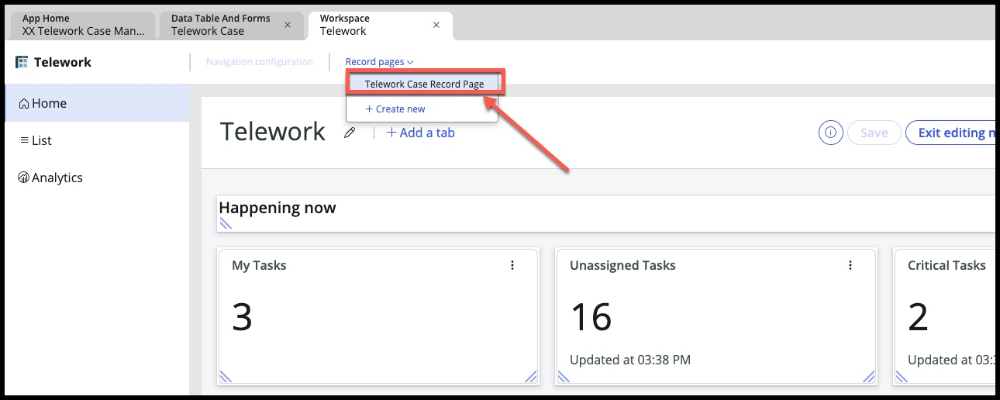 App Home
XX Telework Case Man...
Data Table And Forms
Telework Case
Workspace
Telework
Telework
Navigation configuration
Record pages
Telework Case Record Page
+ Create new
Home
List
Analytics
Telework
+ Add a tab
Save
Exit editing m
Happening now
My Tasks
3
Unassigned Tasks
16
Updated at 03:38 PM
Critical Tasks
2
Updated at 03:3